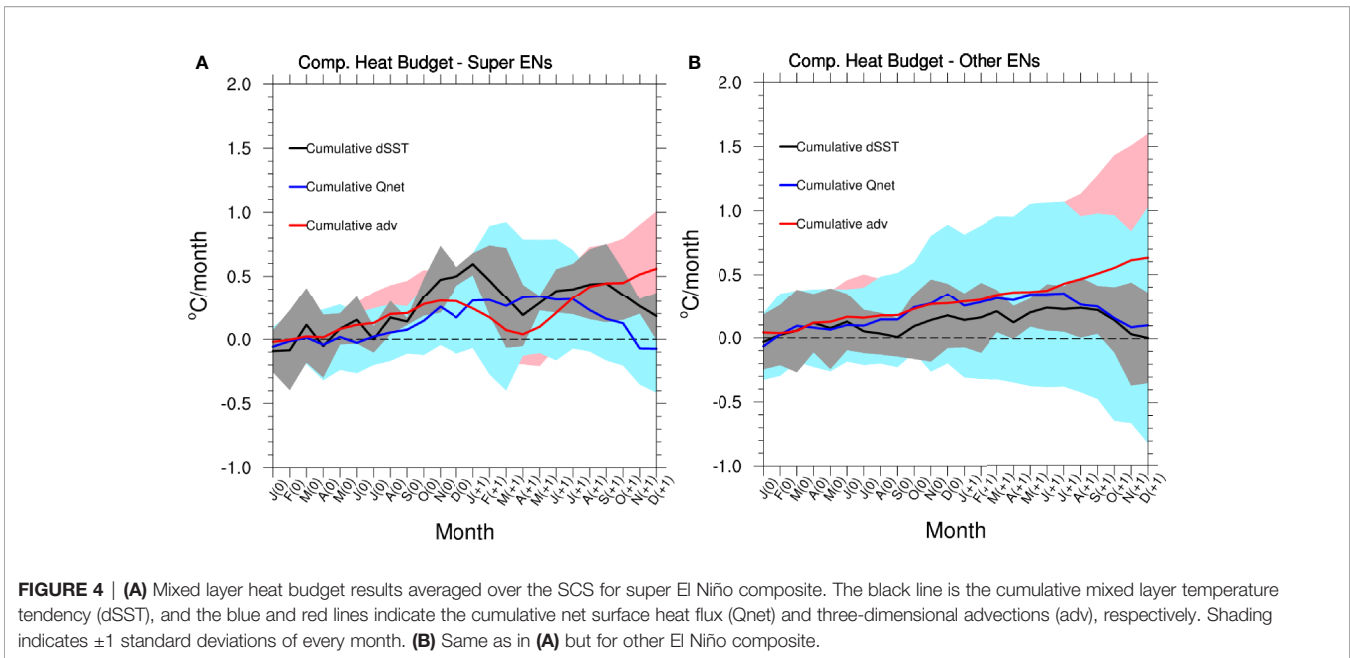 A
Comp. Heat Budget - Super ENs
2.0
1.5
1.0
0.5
0.0
-0.5
-1.0
°C/month
Cumulative dSST
Cumulative Qnet
Cumulative adv
J(0) F(0) M(0) A(0) M(0) J(0) J(0) A(0) S(0) O(0) N(0) D(0) J(+1) F(+1) M(+1) A(+1) M(+1) J(+1) J(+1) A(+1) S(+1) O(+1) N(+1) D(+1)
Month
B
Comp. Heat Budget - Other ENs
2.0
1.5
1.0
0.5
0.0
-0.5
-1.0
°C/month
Cumulative dSST
Cumulative Qnet
Cumulative adv
J(0) F(0) M(0) A(0) M(0) J(0) J(0) A(0) S(0) O(0) N(0) D(0) J(+1) F(+1) M(+1) A(+1) M(+1) J(+1) J(+1) A(+1) S(+1) O(+1) N(+1) D(+1)
Month
FIGURE 4 | (A) Mixed layer heat budget results averaged over the SCS for super El Niño composite. The black line is the cumulative mixed layer temperature
tendency (dSST), and the blue and red lines indicate the cumulative net surface heat flux (Qnet) and three-dimensional advections (adv), respectively. Shading
indicates ±1 standard deviations of every month. (B) Same as in (A) but for other El Niño composite.